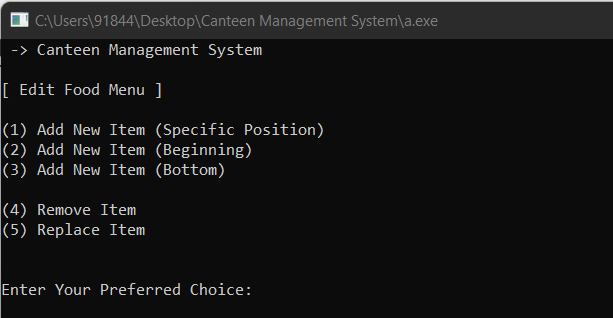 C:\Users\91844\Desktop\Canteen Management System\a.exe
-> Canteen Management System
[ Edit Food Menu ]
(1) Add New Item (Specific Position)
(2) Add New Item (Beginning)
(3) Add New Item (Bottom)
(4) Remove Item
(5) Replace Item
Enter Your Preferred Choice: